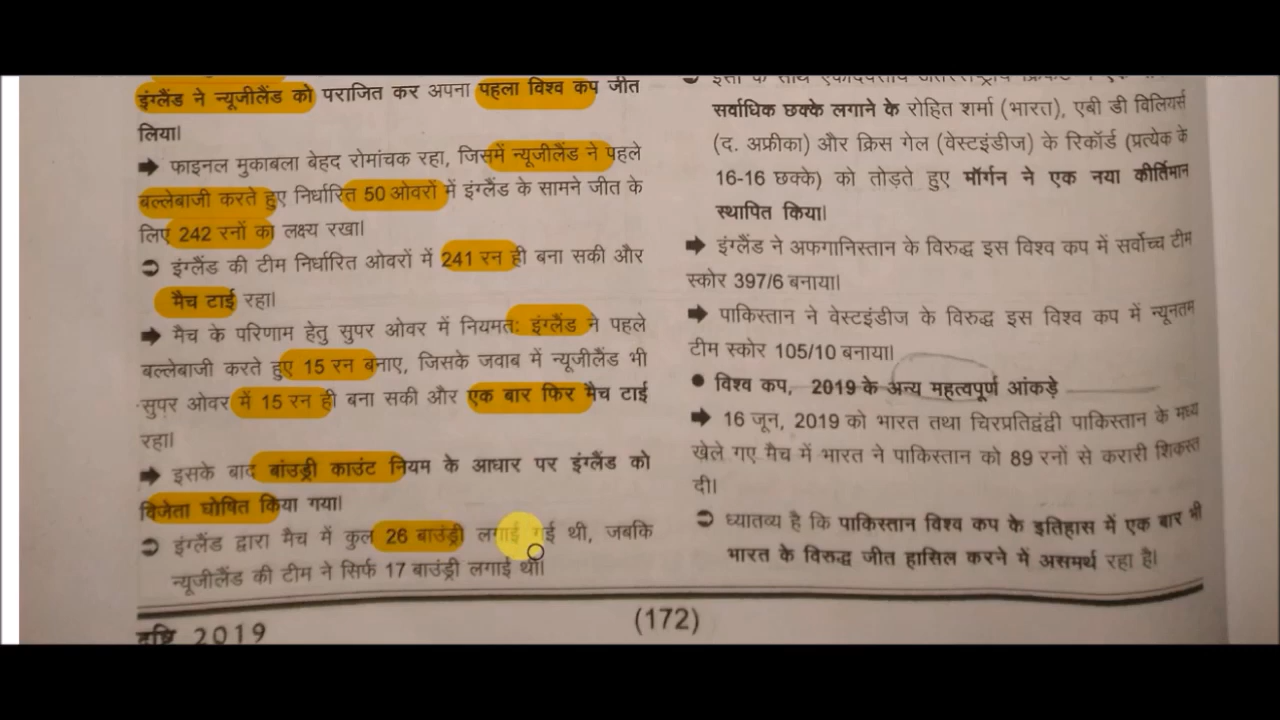 इंग्लैंड ने न्यूजीलैंड को पराजित कर अपना पहला विश्व कप जीत
लिया।
➡ फाइनल मुकाबला बेहद रोमांचक रहा, जिसमें न्यूजीलैंड ने पहले
बल्लेबाजी करते हुए निर्धारित 50 ओवरों में इंग्लैंड के सामने जीत के
लिए 242 रनों का लक्ष्य रखा।
➲ इंग्लैंड की टीम निर्धारित ओवरों में 241 रन ही बना सकी और
मैच टाई रहा।
➡ मैच के परिणाम हेतु सुपर ओवर में नियमतः इंग्लैंड ने पहले
बल्लेबाजी करते हुए 15 रन बनाए, जिसके जवाब में न्यूजीलैंड भी
सुपर ओवर में 15 रन ही बना सकी और एक बार फिर मैच टाई
रहा।
➡ इसके बाद बांउड्री काउंट नियम के आधार पर इंग्लैंड को
विजेता घोषित किया गया।
➲ इंग्लैंड द्वारा मैच में कुल 26 बाउंड्री लगाई गई थी, जबकि
न्यूजीलैंड की टीम ने सिर्फ 17 बाउंड्री लगाई थी।
सर्वाधिक छक्के लगाने के रोहित शर्मा (भारत), एबी डी विलियर्स
(द. अफ्रीका) और क्रिस गेल (वेस्टइंडीज) के रिकॉर्ड (प्रत्येक के
16-16 छक्के) को तोड़ते हुए मॉर्गन ने एक नया कीर्तिमान
स्थापित किया।
➡ इंग्लैंड ने अफगानिस्तान के विरुद्ध इस विश्व कप में सर्वोच्च टीम
स्कोर 397/6 बनाया।
➡ पाकिस्तान ने वेस्टइंडीज के विरुद्ध इस विश्व कप में न्यूनतम
टीम स्कोर 105/10 बनाया।
● विश्व कप, 2019 के अन्य महत्वपूर्ण आंकड़े
➡ 16 जून, 2019 को भारत तथा चिरप्रतिद्वंद्वी पाकिस्तान के मध्य
खेले गए मैच में भारत ने पाकिस्तान को 89 रनों से करारी शिकस्त
दी।
➲ ध्यातव्य है कि पाकिस्तान विश्व कप के इतिहास में एक बार भी
भारत के विरुद्ध जीत हासिल करने में असमर्थ रहा है।
(172)
2019